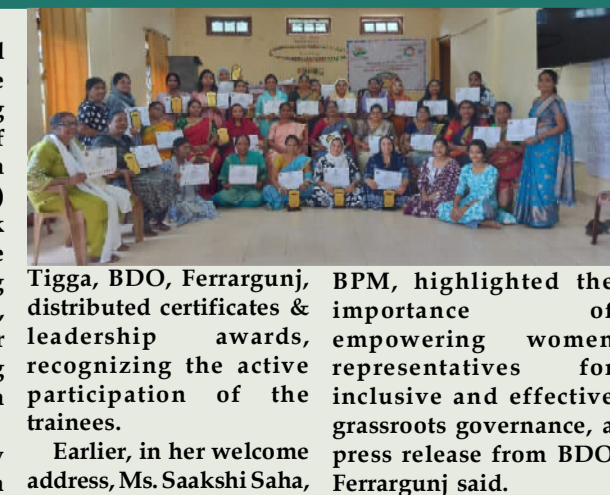 Tigga, BDO, Ferrargunj,
distributed certificates &
leadership awards,
recognizing the active
participation of the
trainees.
Earlier, in her welcome
address, Ms. Saakshi Saha,
BPM, highlighted the
importance of
empowering women
representatives for
inclusive and effective
grassroots governance, a
press release from BDO
Ferrargunj said.